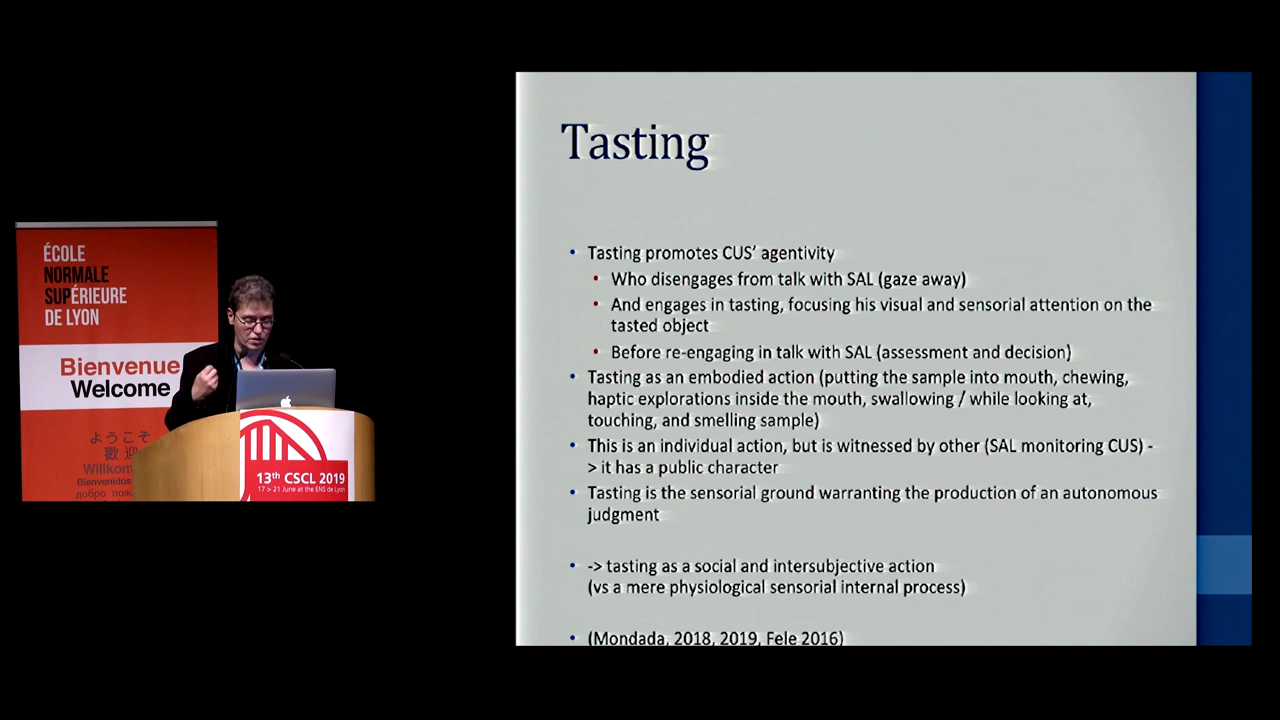 ÉCOLE
NORMALE
SUPÉRIEURE
DE LYON
Bienvenue
Welcome
ようこそ
歡 迎
Willkom
Bienvenidos
добро пож
13th CSCL 2019
17 > 21 June at the ENS de Lyon
Tasting
• Tasting promotes CUS' agentivity
• Who disengages from talk with SAL (gaze away)
• And engages in tasting, focusing his visual and sensorial attention on the
tasted object
• Before re-engaging in talk with SAL (assessment and decision)
• Tasting as an embodied action (putting the sample into mouth, chewing,
haptic explorations inside the mouth, swallowing / while looking at,
touching, and smelling sample)
• This is an individual action, but is witnessed by other (SAL monitoring CUS) -
> it has a public character
• Tasting is the sensorial ground warranting the production of an autonomous
judgment
• -> tasting as a social and intersubjective action
(vs a mere physiological sensorial internal process)
• (Mondada, 2018, 2019, Fele 2016)